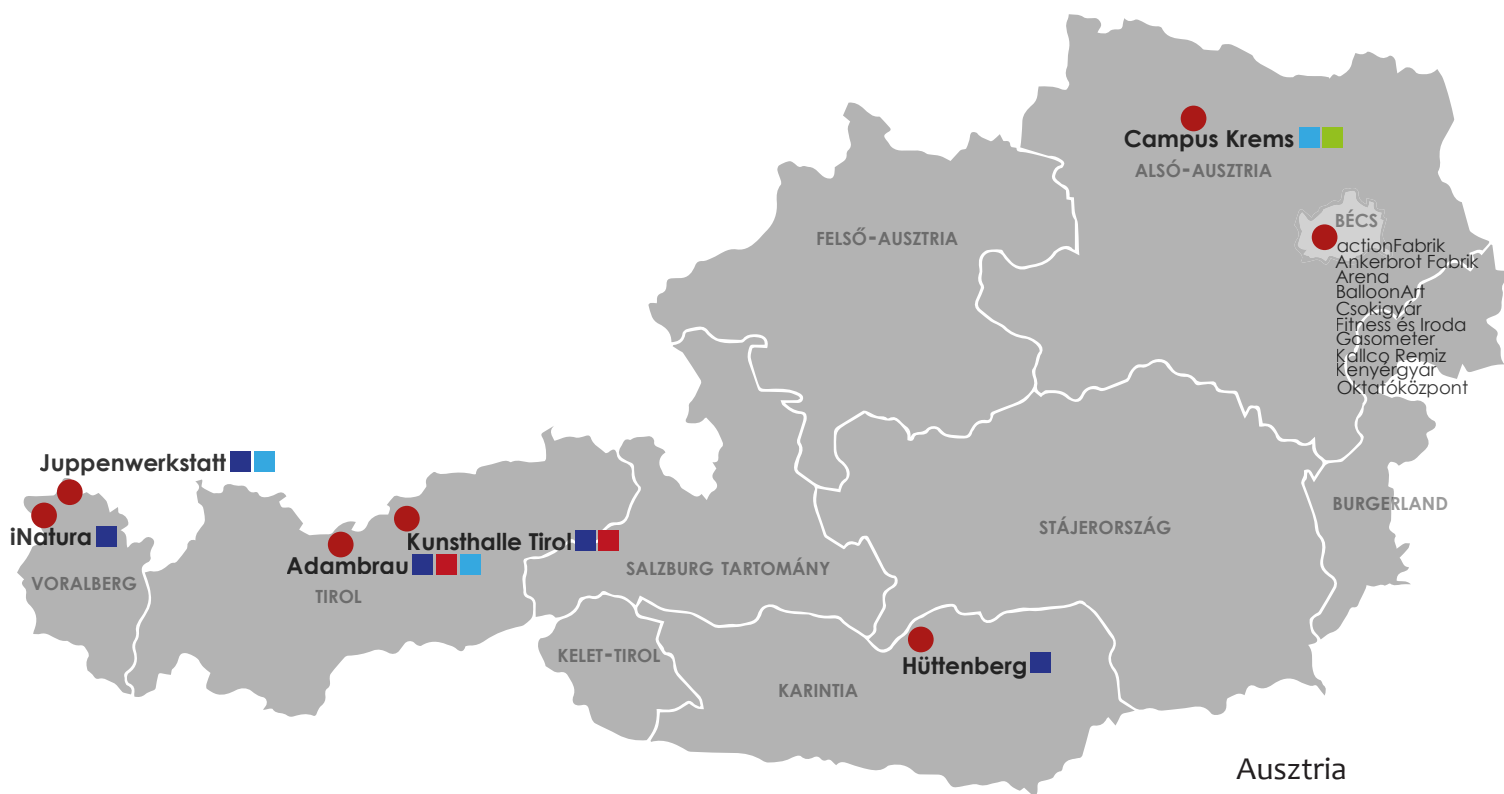 Campus Krems
ALSÓ-AUSZTRIA
BÉCS
FELSŐ-AUSZTRIA
actionFabrik
Ankerbrot Fabrik
Arena
BalloonArt
Csokigyár
Fitness és Iroda
Gasometer
Kallco Remiz
Kenyérgyár
Oktatóközpont
Juppenwerkstatt
iNatura
VORALBERG
Kunsthalle Tirol
Adambrau
TIROL
SALZBURG TARTOMÁNY
STÁJERORSZÁG
BURGERLAND
KELET-TIROL
Hüttenberg
KARINTIA
Ausztria